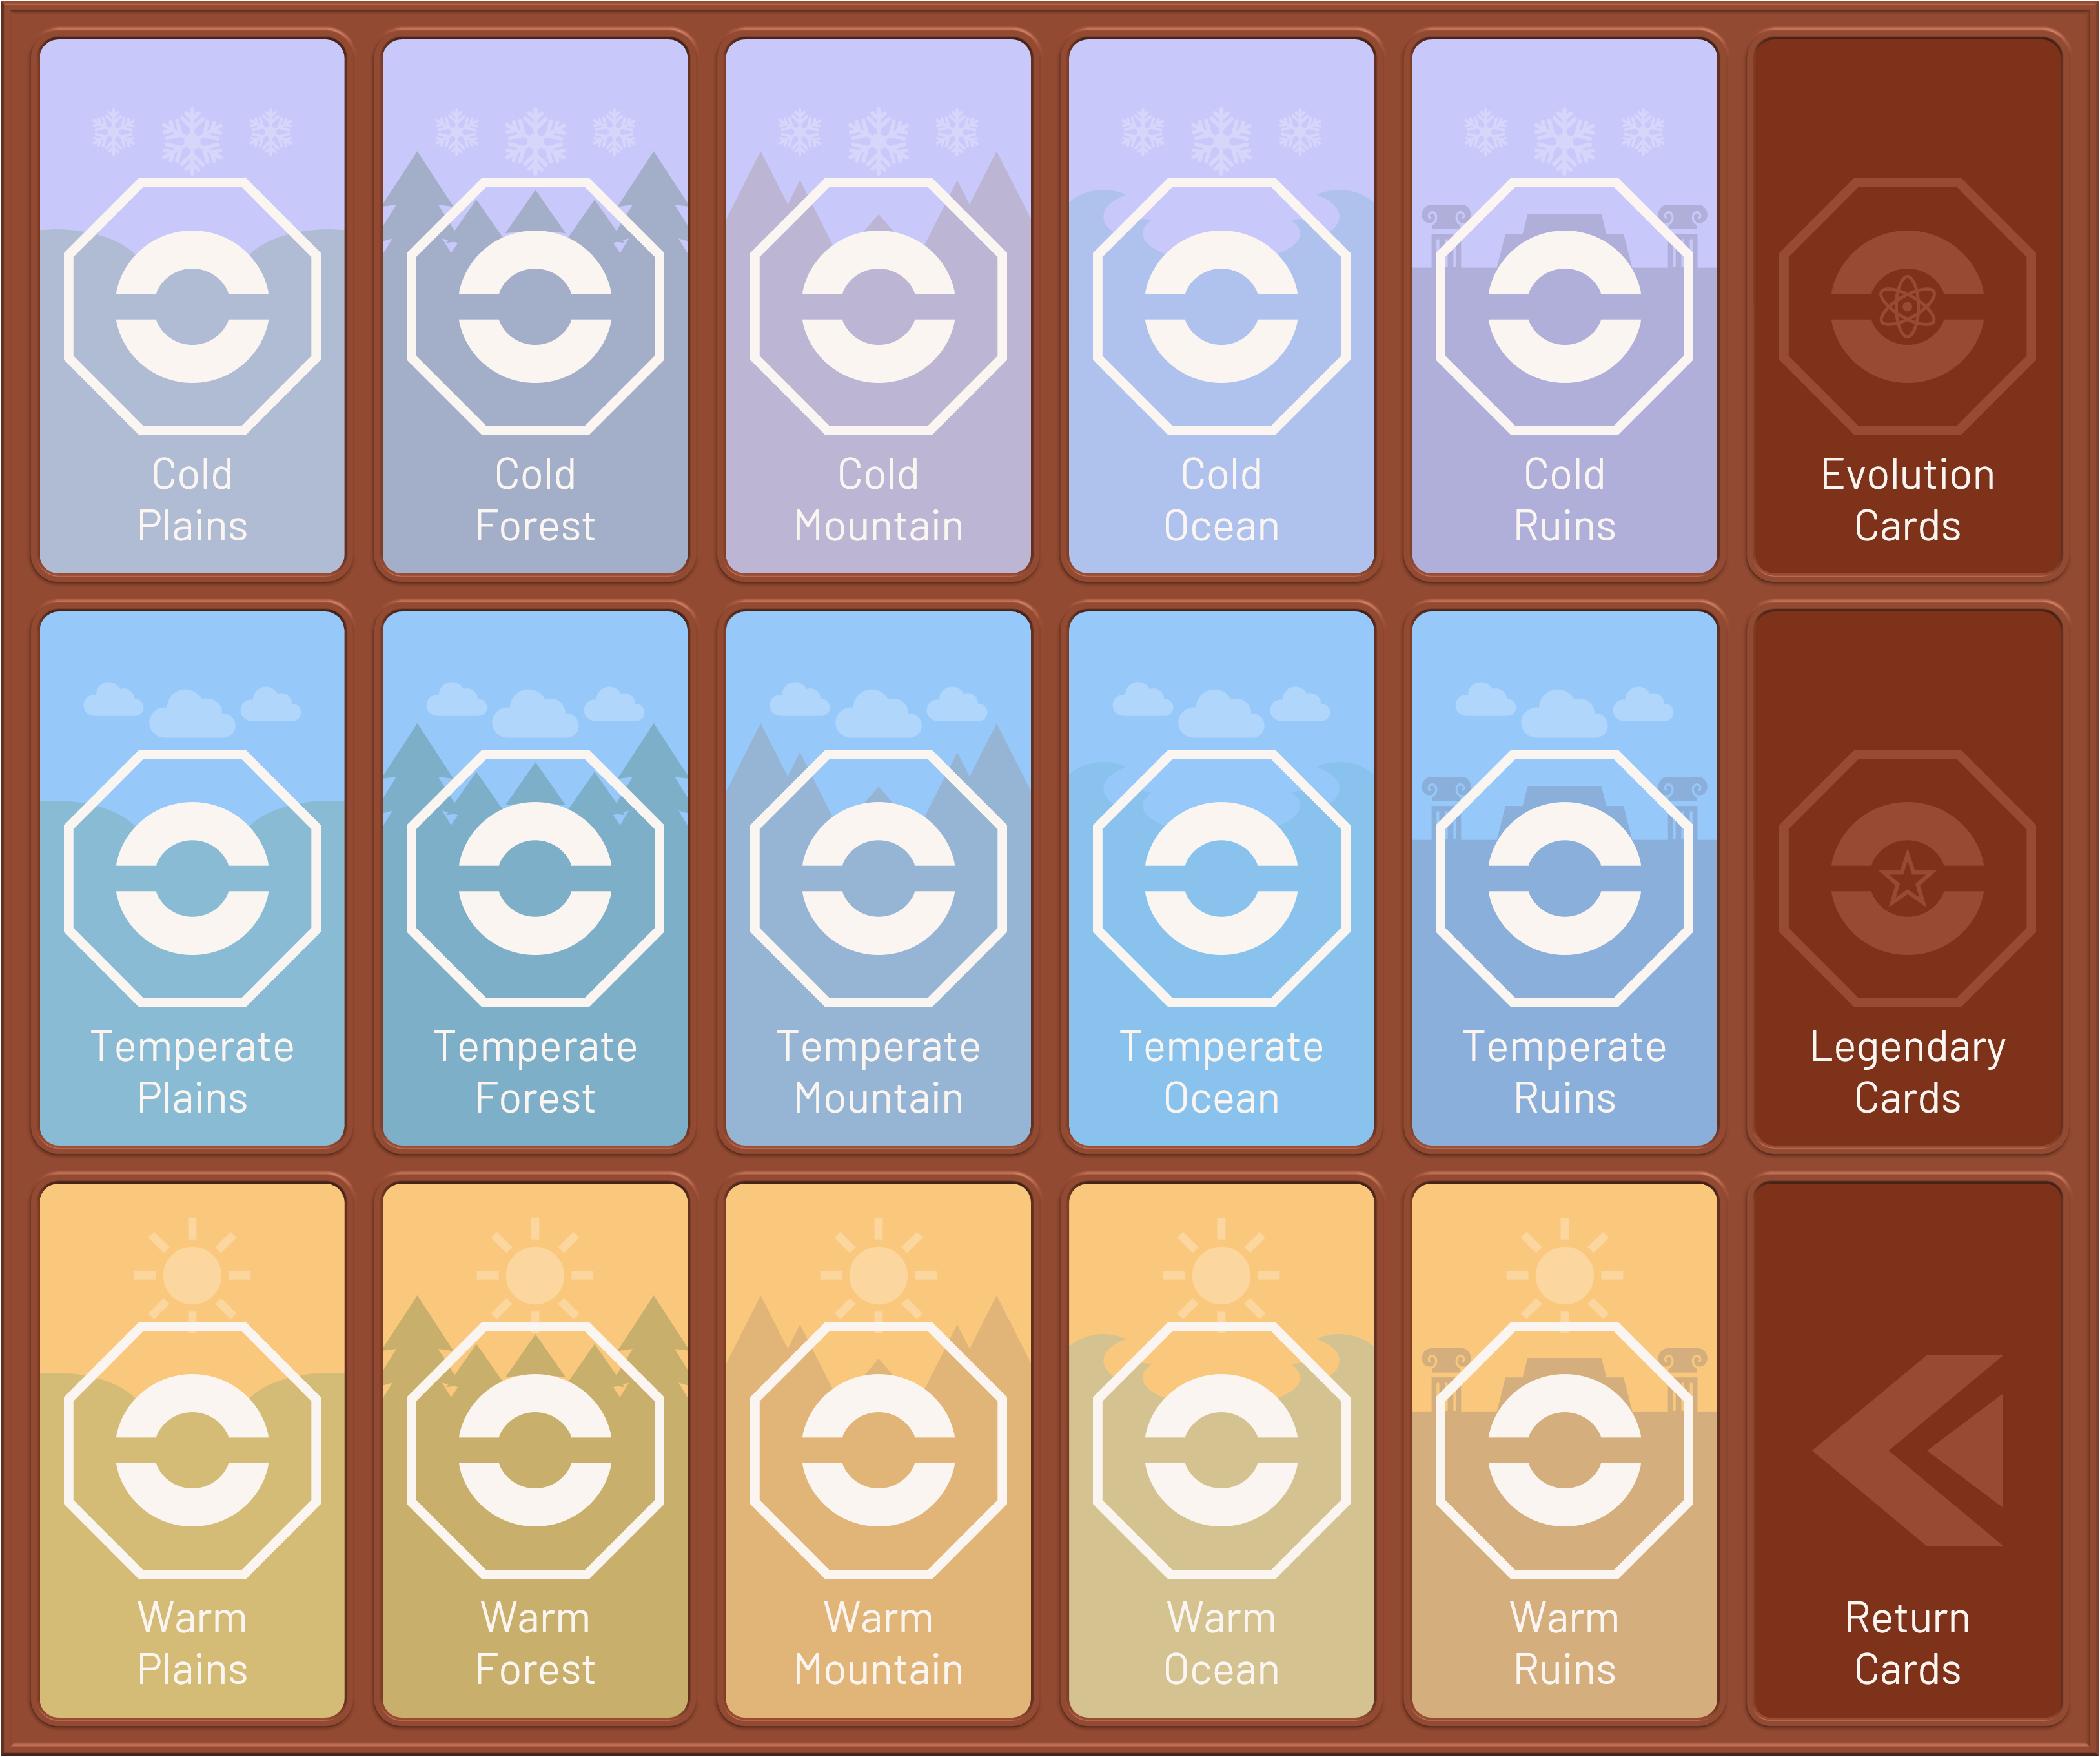 Cold
Plains
Cold
Forest
Cold
Mountain
Cold
Ocean
Cold
Ruins
Evolution
Cards
Temperate
Plains
Temperate
Forest
Temperate
Mountain
Temperate
Ocean
Temperate
Ruins
Legendary
Cards
Warm
Plains
Warm
Forest
Warm
Mountain
Warm
Ocean
Warm
Ruins
Return
Cards